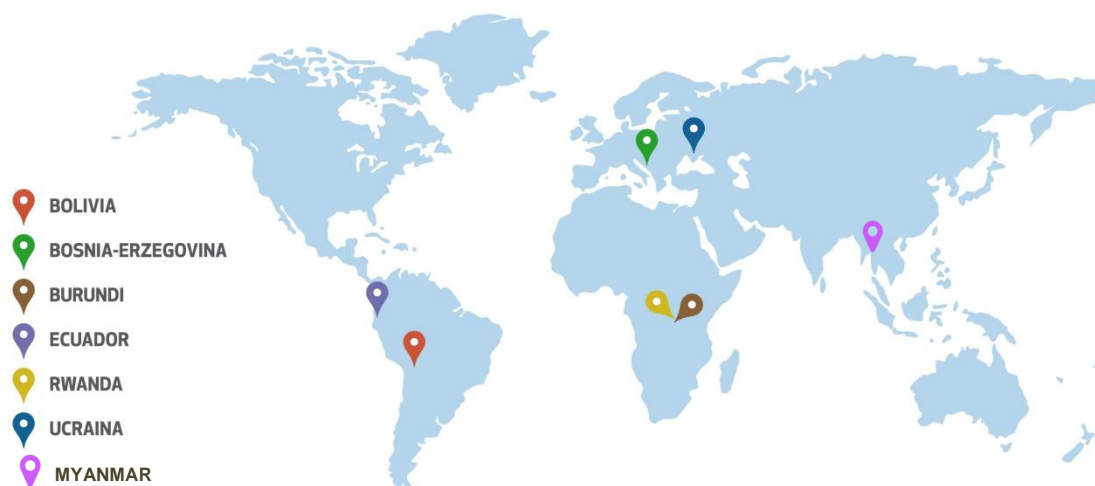 BOLIVIA
BOSNIA-ERZEGOVINA
BURUNDI
ECUADOR
RWANDA
UCRAINA
MYANMAR